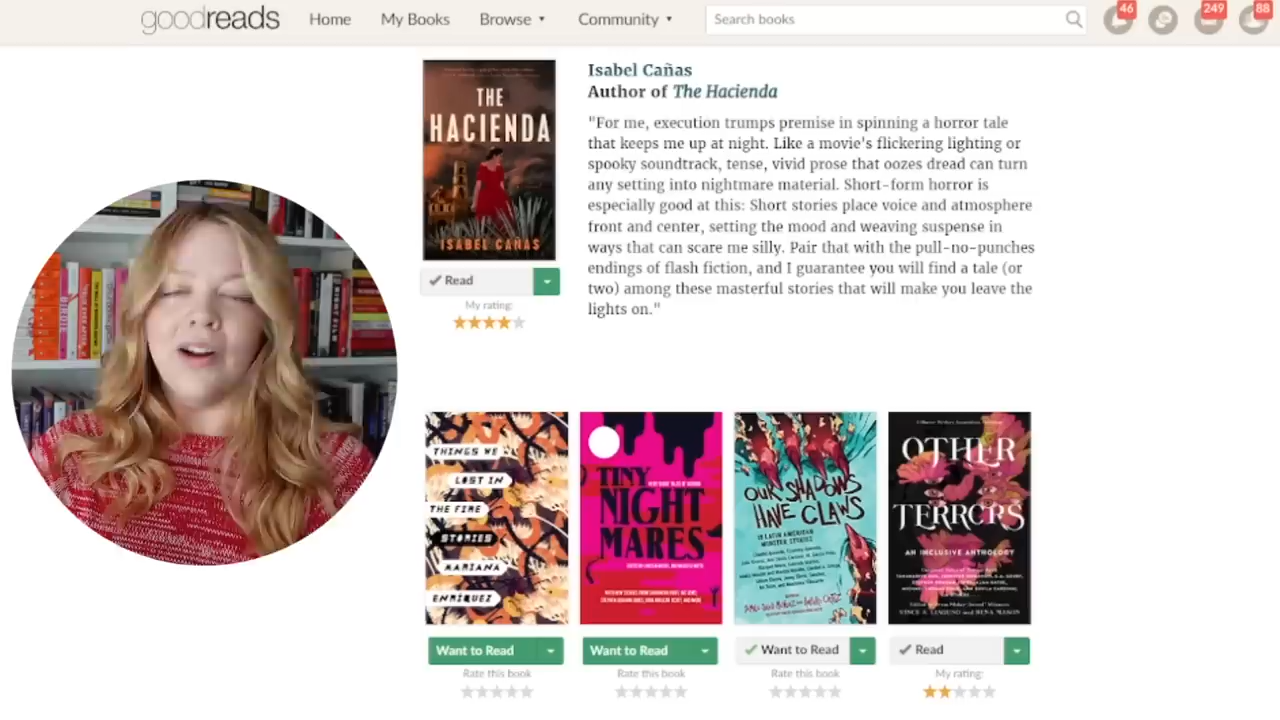 goodreads
Home
My Books
Browse
Community
Search books
46
249
88
THE
HACIENDA
ISABEL CAÑAS
Isabel Cañas
Author of The Hacienda
"For me, execution trumps premise in spinning a horror tale
that keeps me up at night. Like a movie's flickering lighting or
spooky soundtrack, tense, vivid prose that oozes dread can turn
any setting into nightmare material. Short-form horror is
especially good at this: Short stories place voice and atmosphere
front and center, setting the mood and weaving suspense in
ways that can scare me silly. Pair that with the pull-no-punches
endings of flash fiction, and I guarantee you will find a tale (or
two) among these masterful stories that will make you leave the
lights on."
Read
My rating:
THINGS WE
LOST IN
THE FIRE
STORIES
MARIANA
ENRIQUEZ
TINY
NIGHT
MARES
OUR SHADOWS
HAVE CLAWS
15 LATIN AMERICAN
MONSTER STORIES
OTHER
TERRORS
AN INCLUSIVE ANTHOLOGY
Want to Read
Want to Read
Want to Read
Read
Rate this book
Rate this book
Rate this book
My rating: